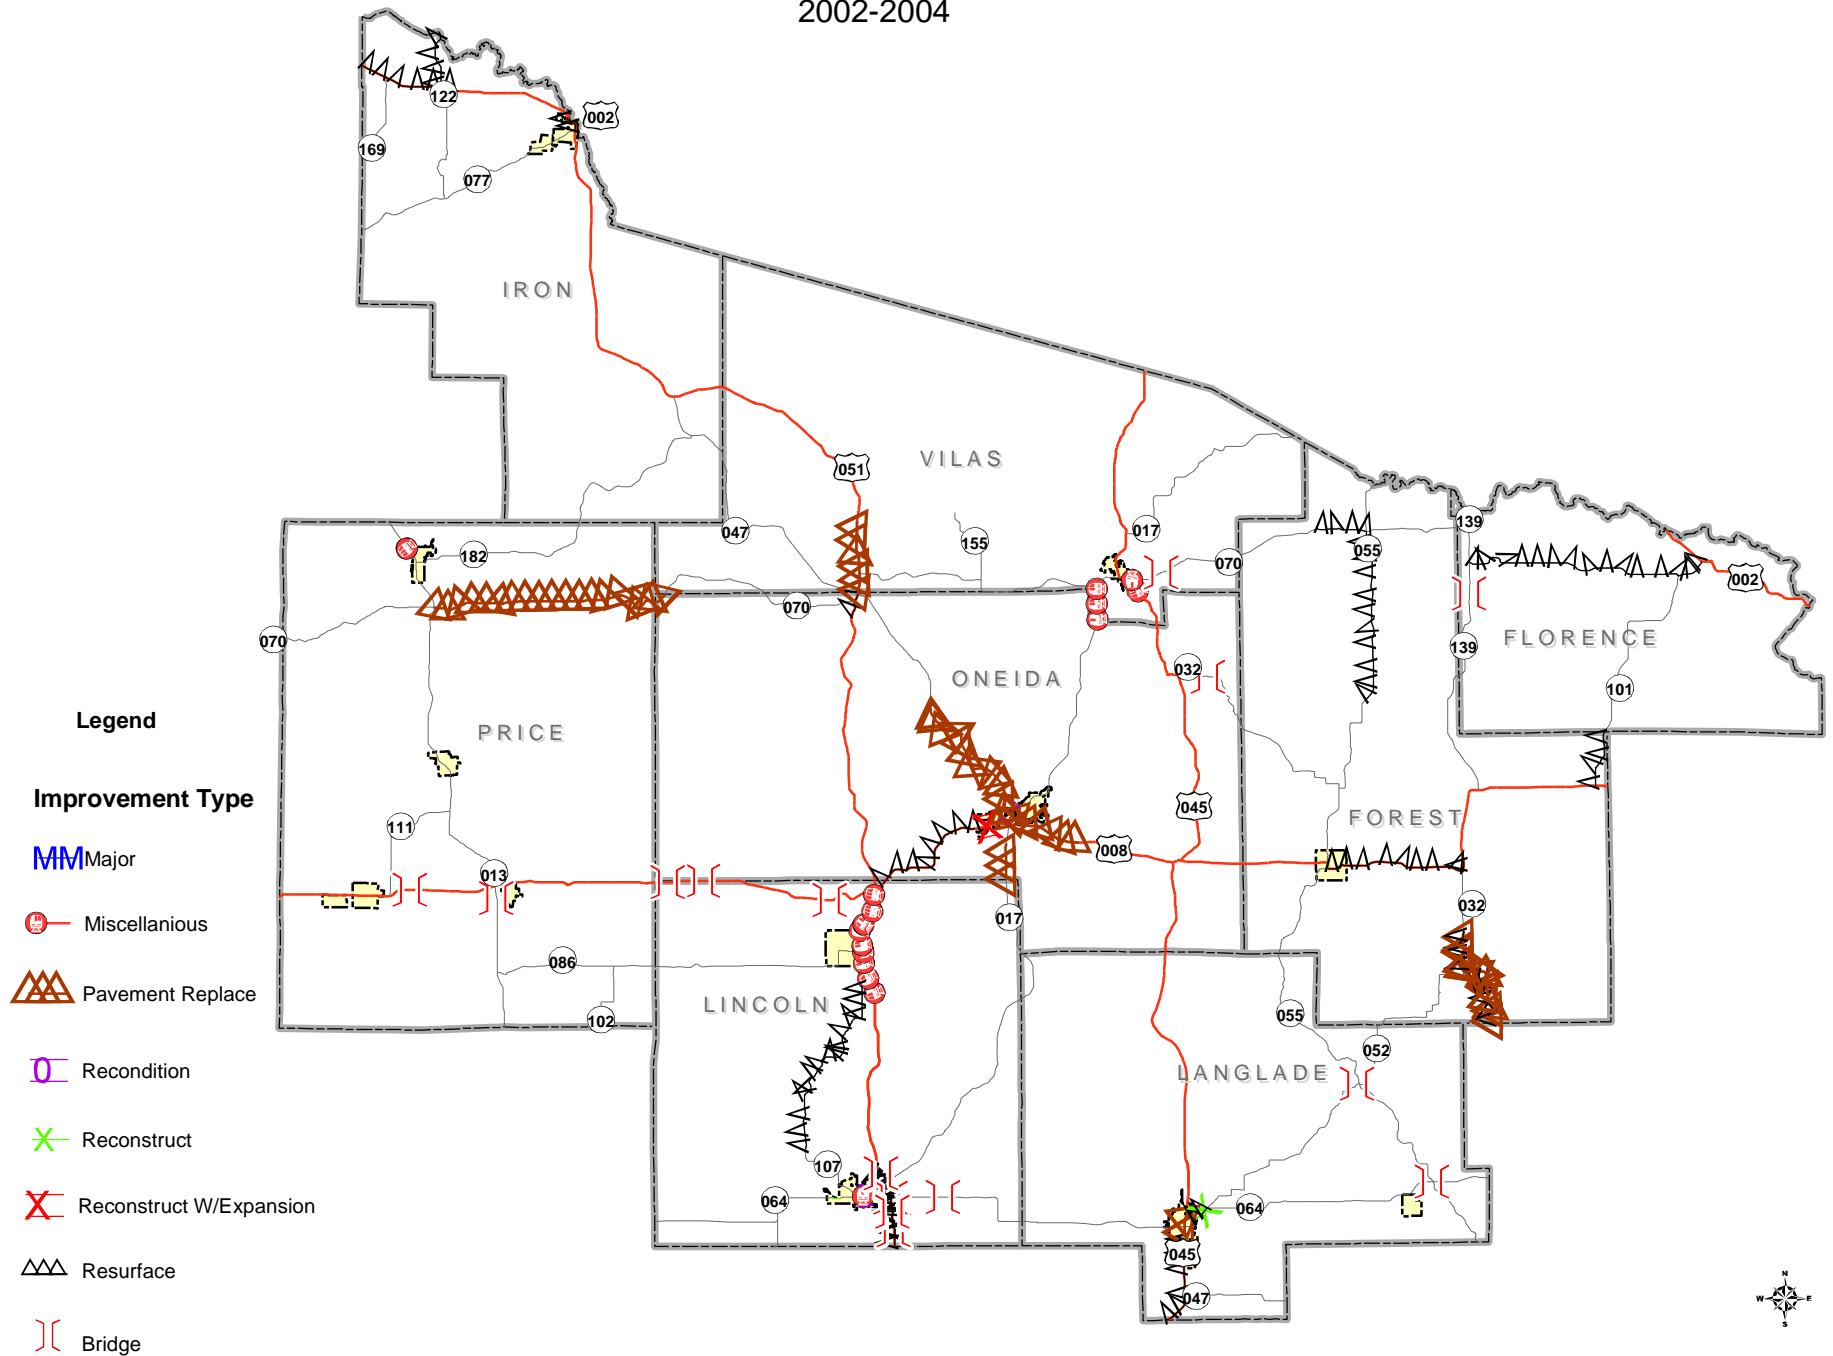 2002-2004
002
122
169
077
IRON
VILAS
051
047
155
017
139
055
182
070
002
070
070
139
FLORENCE
032
ONEIDA
101
Legend
PRICE
045
Improvement Type
FOREST
111
008
Major
013
032
017
Miscellanious
086
Pavement Replace
LINCOLN
055
102
052
Recondition
LANGLADE
Reconstruct
107
064
064
Reconstruct W/Expansion
045
Resurface
047
N
W E
S
Bridge